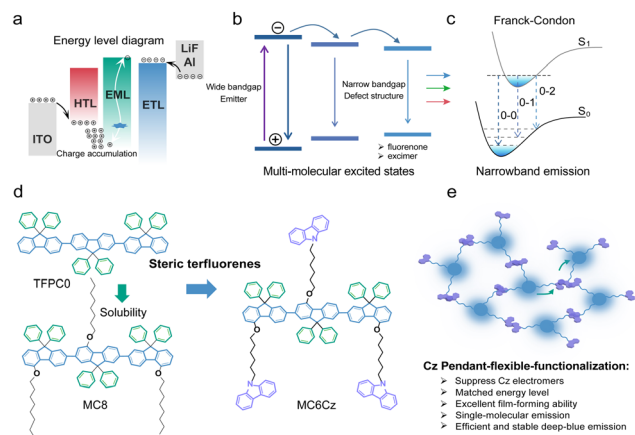 a
Energy level diagram
LiF
Al
HTL
EML
ETL
ITO
Charge accumulation
b
Wide bandgap
Emitter
Narrow bandgap
Defect structure
➢ fluorenone
➢ excimer
Multi-molecular excited states
c
Franck-Condon
S1
0-2
0-1
0-0
S0
Narrowband emission
d
TFPC0
Steric terfluorenes
Solubility
O
O
O
MC8
N
O
O
O
N
N
MC6Cz
e
Cz Pendant-flexible-functionalization:
➢ Suppress Cz electromers
➢ Matched energy level
➢ Excellent film-forming ability
➢ Single-molecular emission
➢ Efficient and stable deep-blue emission